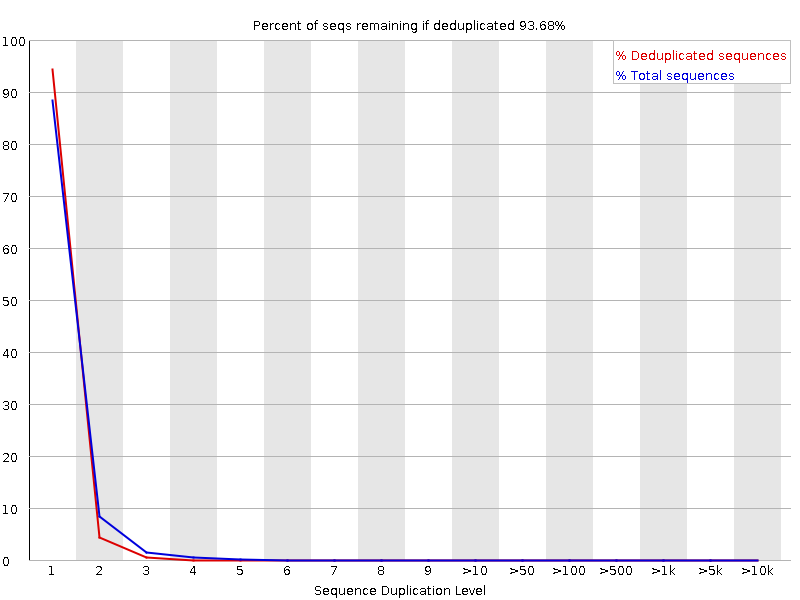 Percent of seqs remaining if deduplicated 93.68%
% Deduplicated sequences
% Total sequences
100
90
80
70
60
50
40
30
20
10
0
1 2 3 4 5 6 7 8 9 >10 >50 >100 >500 >1k >5k >10k
Sequence Duplication Level